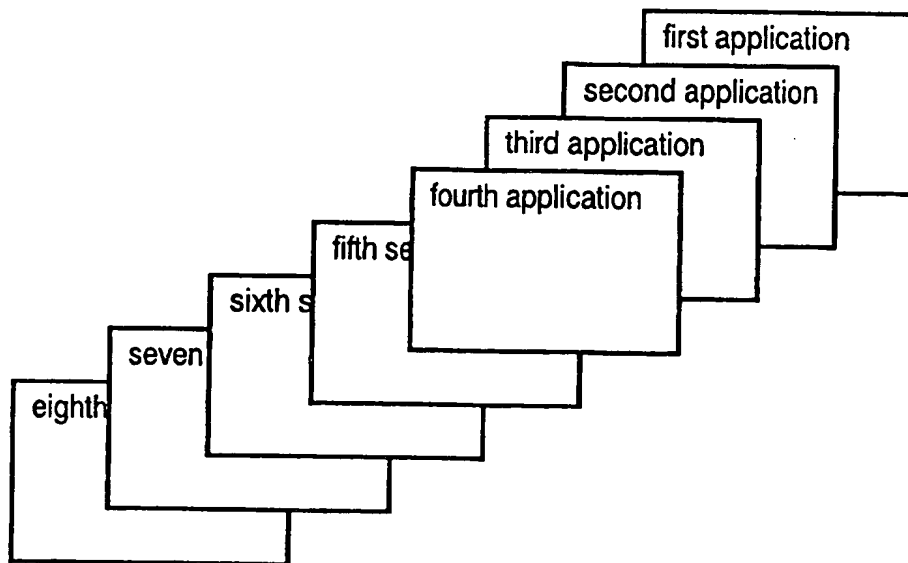 first application
second application
third application
fourth application
fifth se
sixth s
seven
eighth